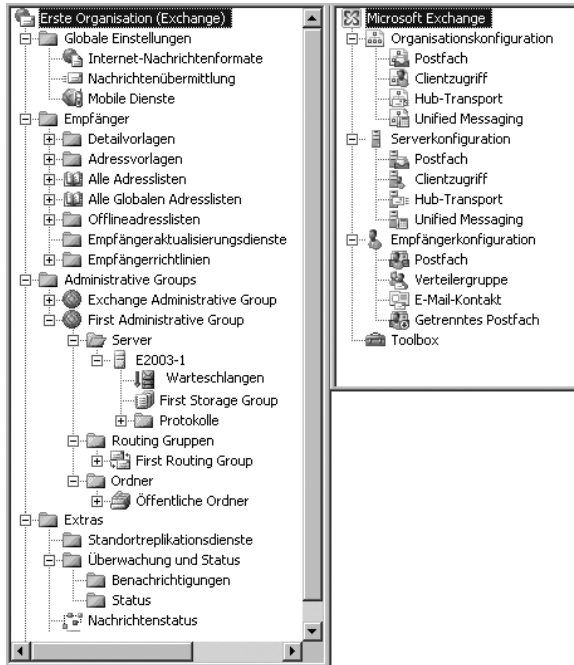 Erste Organisation (Exchange)
Globale Einstellungen
Internet-Nachrichtenformate
Nachrichtenübermittlung
Mobile Dienste
Empfänger
Detailvorlagen
Adressvorlagen
Alle Adresslisten
Alle Globalen Adresslisten
Offlineadresslisten
Empfängeraktualisierungsdienste
Empfängerrichtlinien
Administrative Groups
Exchange Administrative Group
First Administrative Group
Server
E2003-1
Warteschlangen
First Storage Group
Protokolle
Routing Gruppen
First Routing Group
Ordner
Öffentliche Ordner
Extras
Standortreplikationsdienste
Überwachung und Status
Benachrichtigungen
Status
Nachrichtenstatus
Microsoft Exchange
Organisationskonfiguration
Postfach
Clientzugriff
Hub-Transport
Unified Messaging
Serverkonfiguration
Postfach
Clientzugriff
Hub-Transport
Unified Messaging
Empfängerkonfiguration
Postfach
Verteilergruppe
E-Mail-Kontakt
Getrenntes Postfach
Toolbox